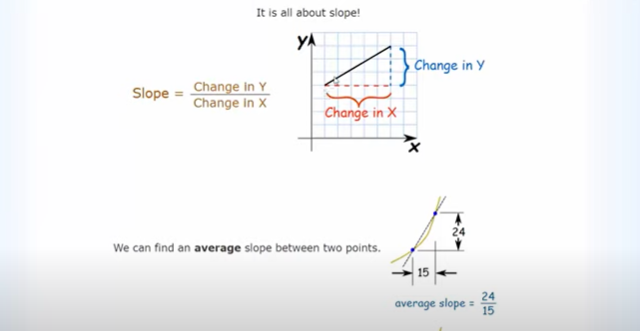 It is all about slope!
Y
Slope = Change in Y / Change in X
Change in Y
Change in X
X
24
We can find an average slope between two points.
15
average slope = 24 / 15